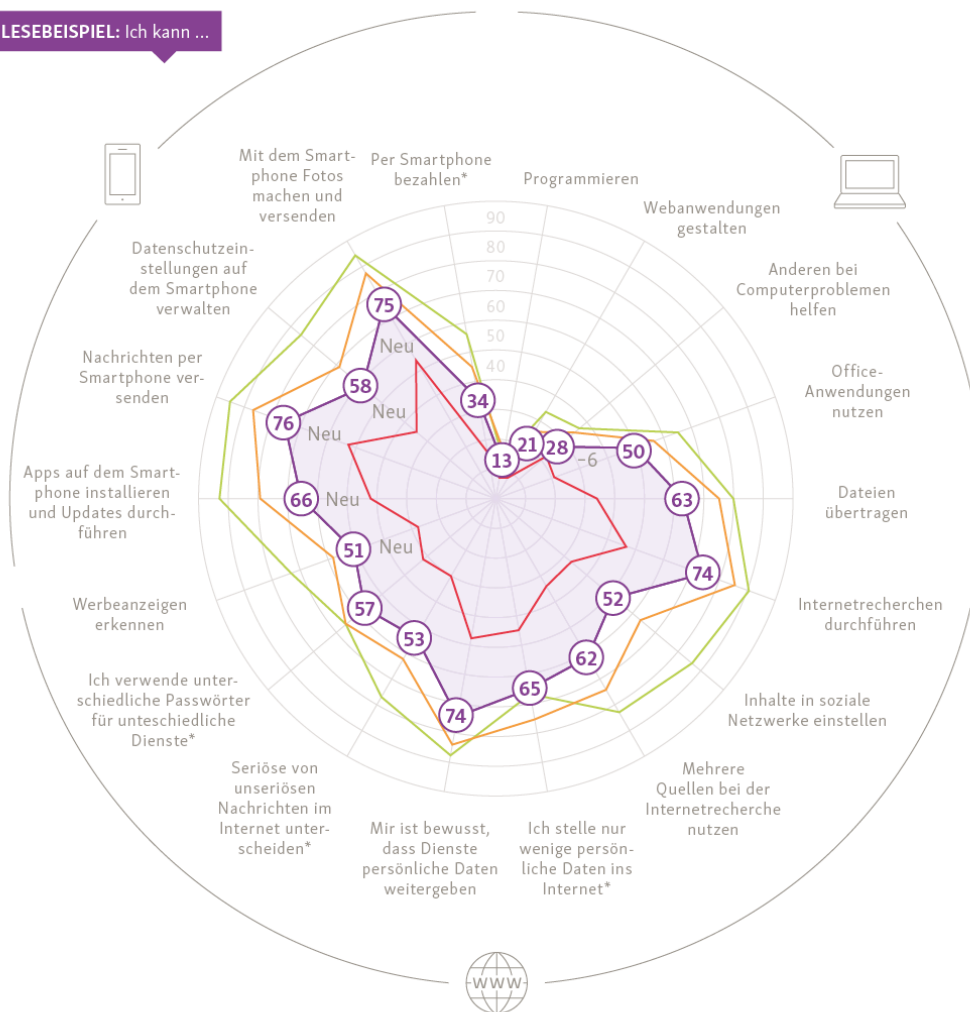 LESEBEISPIEL: Ich kann ...
Mit dem Smart-
phone Fotos
machen und
versenden
Per Smartphone
bezahlen*
Programmieren
Webanwendungen
gestalten
Anderen bei
Computerproblemen
helfen
Office-
Anwendungen
nutzen
Dateien
übertragen
Internetrecherchen
durchführen
Inhalte in soziale
Netzwerke einstellen
Mehrere
Quellen bei der
Internetrecherche
nutzen
Ich stelle nur
wenige persön-
liche Daten ins
Internet*
Mir ist bewusst,
dass Dienste
persönliche Daten
weitergeben
Seriöse von
unseriösen
Nachrichten im
Internet unter-
scheiden*
Ich verwende unter-
schiedliche Passwörter
für unteschiedliche
Dienste*
Werbeanzeigen
erkennen
Apps auf dem Smart-
phone installieren
und Updates durch-
führen
Nachrichten per
Smartphone ver-
senden
Datenschutzein-
stellungen auf
dem Smartphone
verwalten
90
80
70
60
50
40
13
21
28
−6
50
63
74
52
62
65
74
53
57
51
Neu
66
Neu
76
Neu
58
Neu
75
Neu
34
WWW